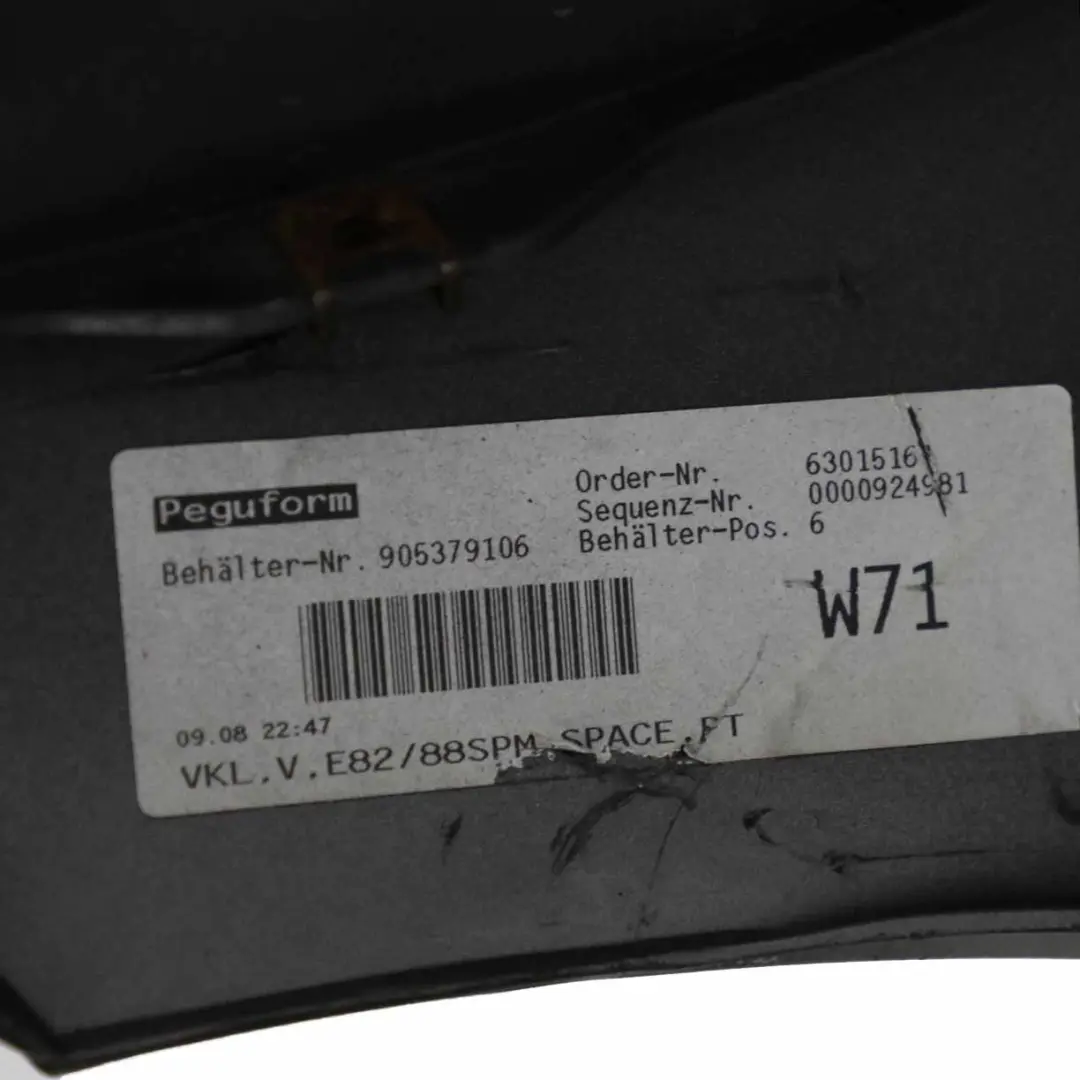 Peguform
Behälter-Nr. 905379106
Order-Nr. 6301516
Sequenz-Nr. 0000924981
Behälter-Pos. 6
W71
09.08 22:47
VKL.V.E82/88SPM SPACE.FT